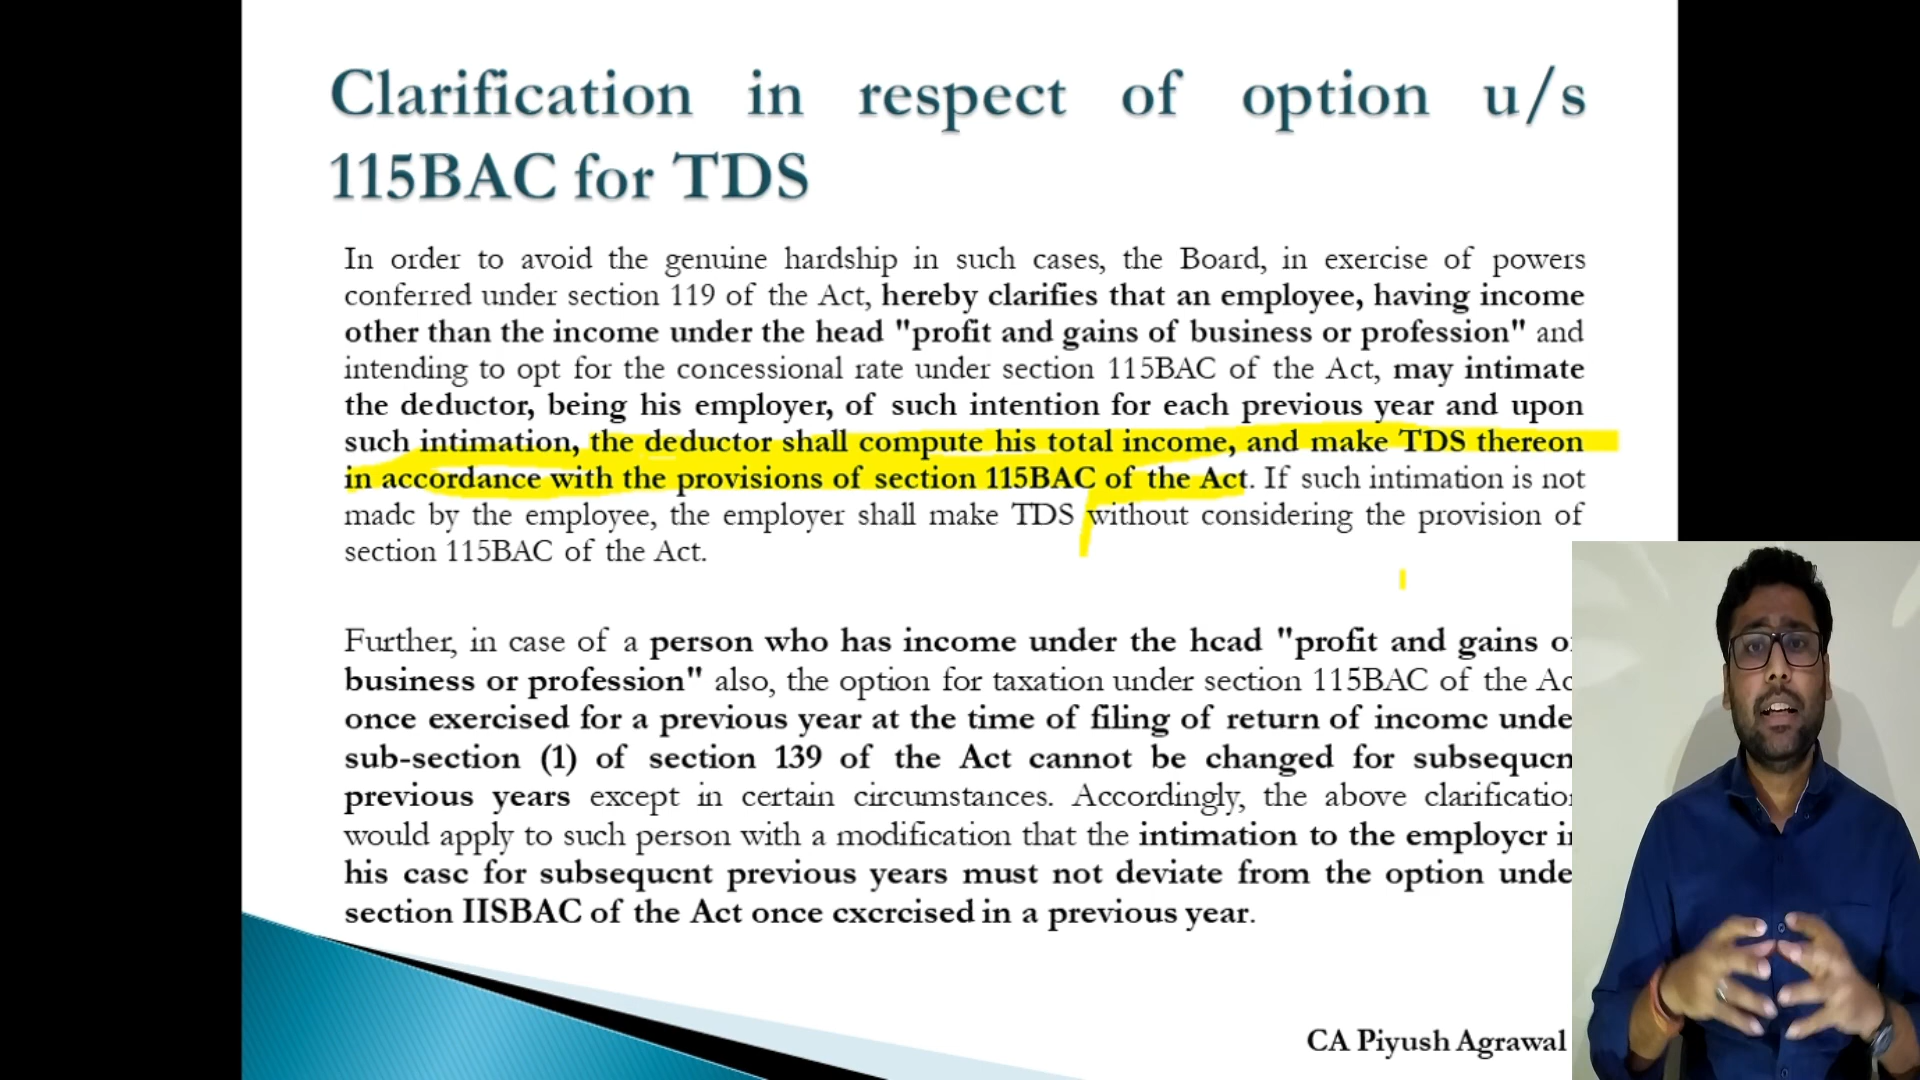 Clarification in respect of option u/s
115BAC for TDS
In order to avoid the genuine hardship in such cases, the Board, in exercise of powers
conferred under section 119 of the Act, hereby clarifies that an employee, having income
other than the income under the head "profit and gains of business or profession" and
intending to opt for the concessional rate under section 115BAC of the Act, may intimate
the deductor, being his employer, of such intention for each previous year and upon
such intimation, the deductor shall compute his total income, and make TDS thereon
in accordance with the provisions of section 115BAC of the Act. If such intimation is not
madc by the employee, the employer shall make TDS without considering the provision of
section 115BAC of the Act.
Further, in case of a person who has income under the hcad "profit and gains o
business or profession" also, the option for taxation under section 115BAC of the Ac
once exercised for a previous year at the time of filing of return of incomc unde
sub-section (1) of section 139 of the Act cannot be changed for subsequcn
previous years except in certain circumstances. Accordingly, the above clarificatio
would apply to such person with a modification that the intimation to the employcr i
his casc for subsequcnt previous years must not deviate from the option unde
section IISBAC of the Act once cxcrcised in a previous year.
CA Piyush Agrawal